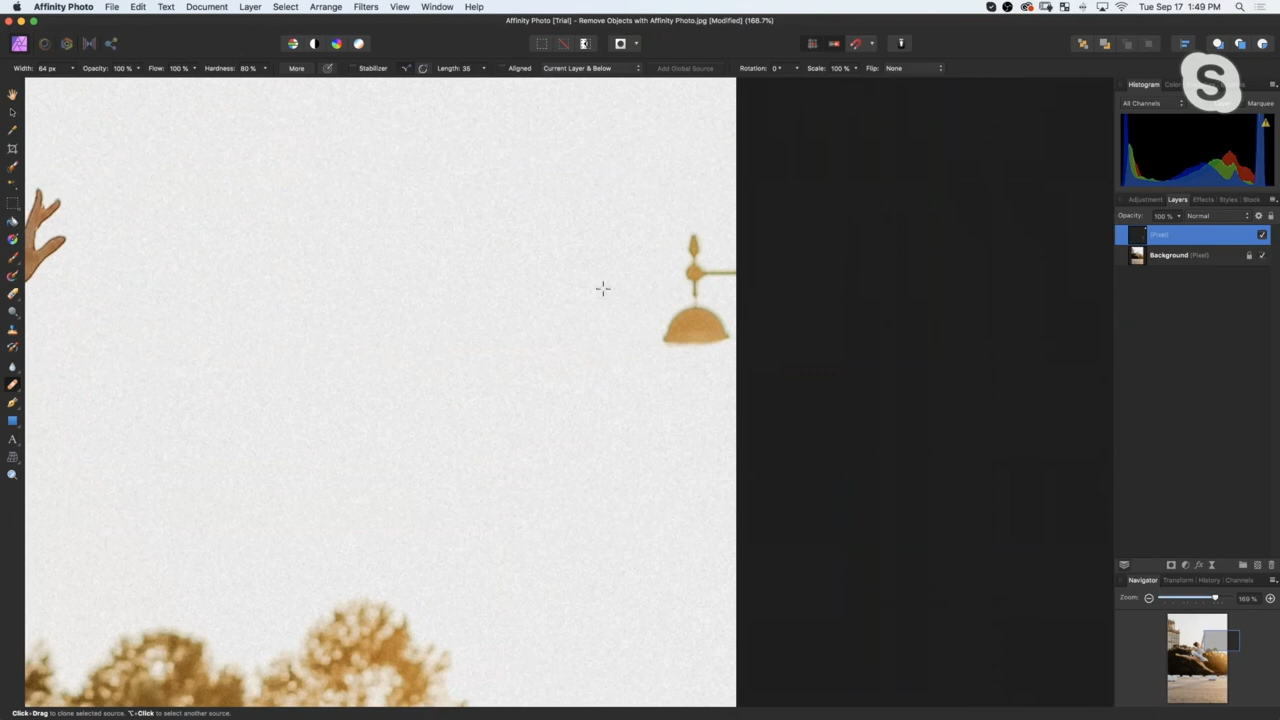 Affinity Photo File Edit Text Document Layer Select Arrange Filters View Window Help Tue Sep 17 1:49 PM
Affinity Photo [Trial] - Remove Objects with Affinity Photo.jpg [Modified] (168.7%)
Width: 64 px Opacity: 100 % Flow: 100 % Hardness: 80 % More Stabilizer Length: 35 Aligned Current Layer & Below Add Global Source Rotation: 0° Scale: 100 % Flip: None
Histogram
All Channels Marquee
Adjustment Layers Effects Styles Stock
Opacity: 100 % Normal
(Pixel)
Background (Pixel)
Navigator Transform History Channels
Zoom: 169 %
Click+Drag to clone selected source. ⌥+Click to select another source.